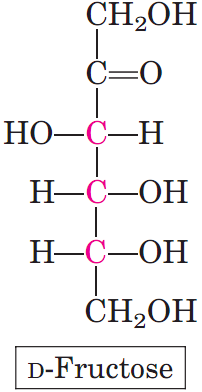 CH₂OH
C=O
HO—C—H
H—C—OH
H—C—OH
CH₂OH
D-Fructose